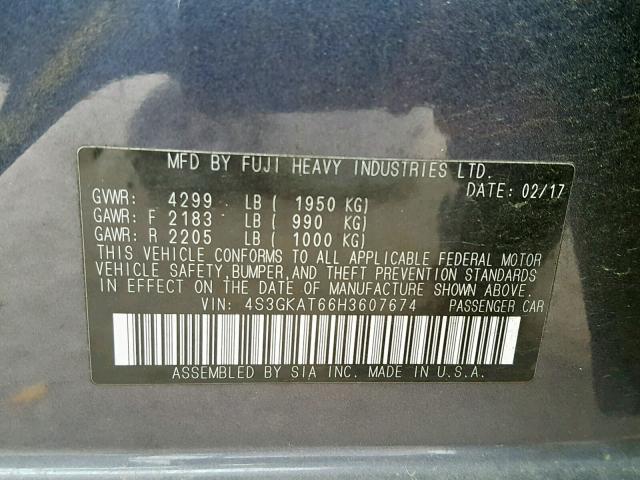 MFD BY FUJI HEAVY INDUSTRIES LTD.
DATE: 02/17
GVWR: 4299 LB ( 1950 KG)
GAWR: F 2183 LB ( 990 KG)
GAWR: R 2205 LB ( 1000 KG)
THIS VEHICLE CONFORMS TO ALL APPLICABLE FEDERAL MOTOR
VEHICLE SAFETY, BUMPER, AND THEFT PREVENTION STANDARDS
IN EFFECT ON THE DATE OF MANUFACTURE SHOWN ABOVE.
VIN: 4S3GKAT66H3607674 PASSENGER CAR
ASSEMBLED BY SIA INC. MADE IN U.S.A.